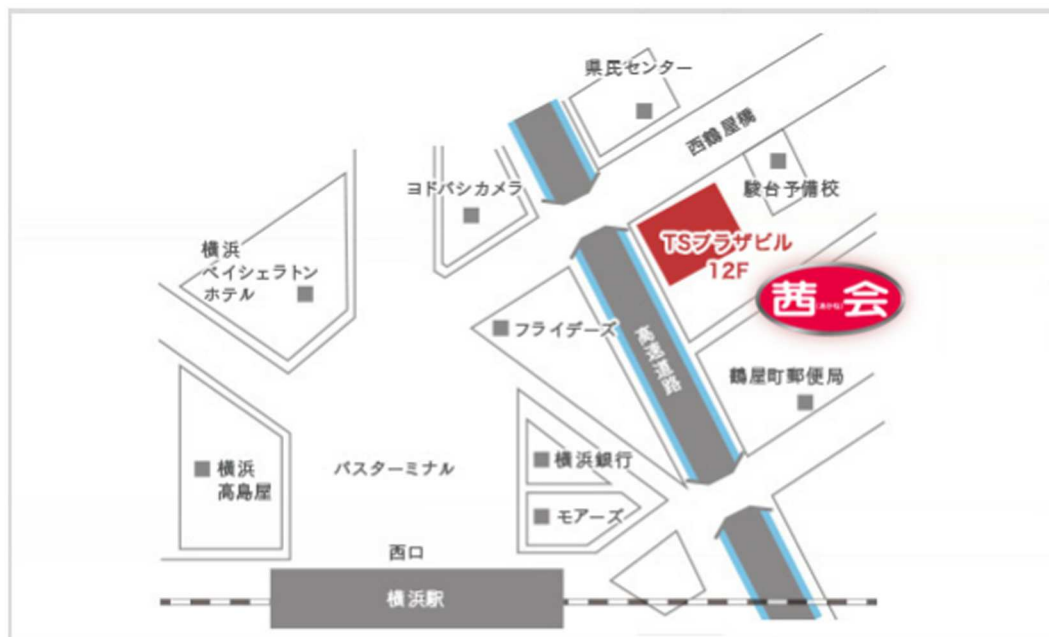 県民センター
西鶴屋橋
ヨドバシカメラ
駿台予備校
横浜
ベイシェラトン
ホテル
TSプラザビル
12F
茜会
(あかね)
フライデーズ
高速道路
鶴屋町郵便局
横浜
高島屋
バスターミナル
横浜銀行
モアーズ
西口
横浜駅